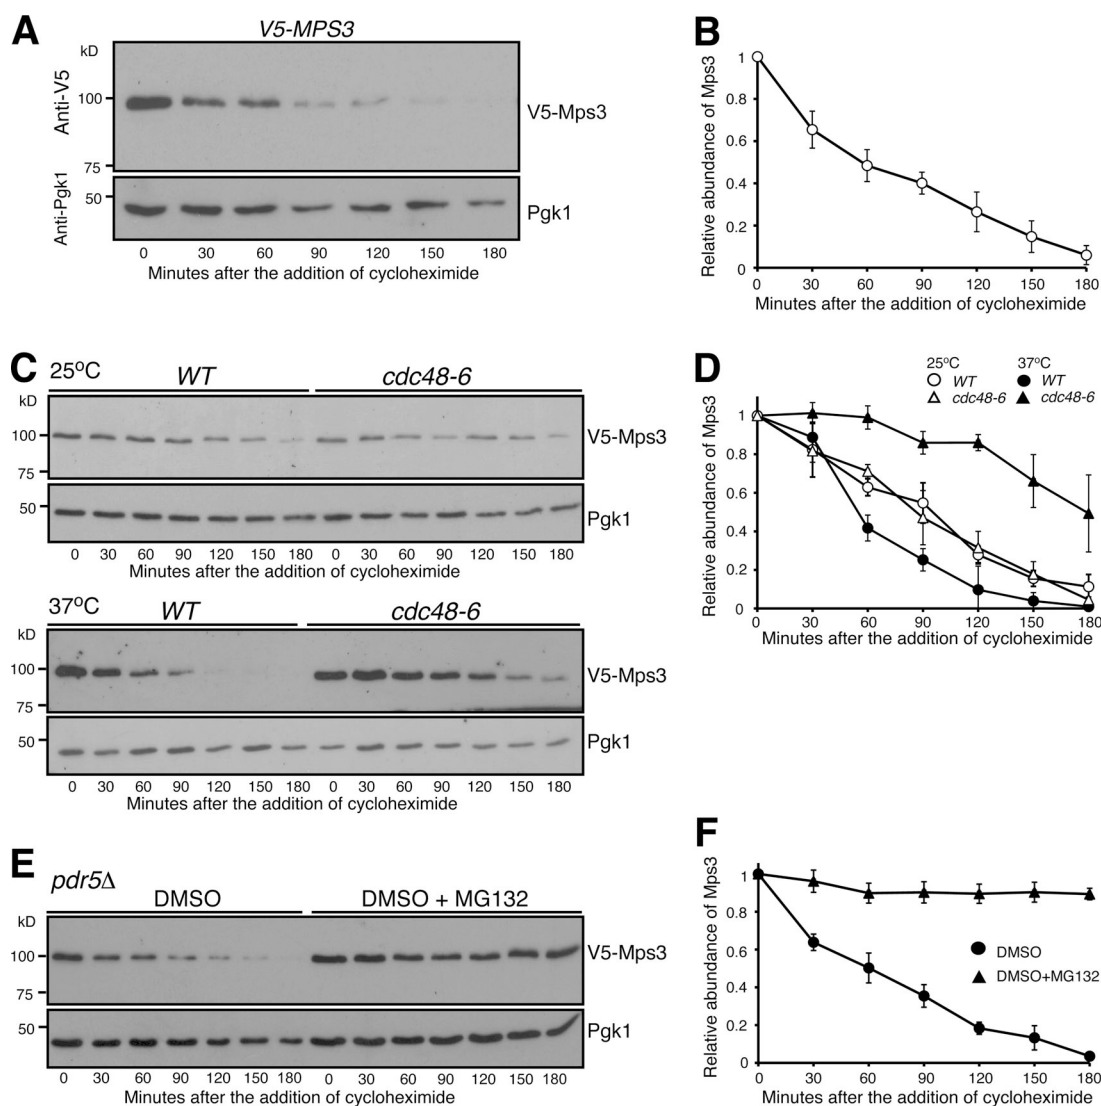 A
V5-MPS3
kD
Anti-V5
100
75
V5-Mps3
Anti-Pgk1
50
Pgk1
0 30 60 90 120 150 180
Minutes after the addition of cycloheximide
B
Relative abundance of Mps3
1
0.8
0.6
0.4
0.2
0
0 30 60 90 120 150 180
Minutes after the addition of cycloheximide
C
25°C WT cdc48-6
kD
100
75
V5-Mps3
50
Pgk1
0 30 60 90 120 150 180 0 30 60 90 120 150 180
Minutes after the addition of cycloheximide
37°C WT cdc48-6
kD
100
75
V5-Mps3
50
Pgk1
0 30 60 90 120 150 180 0 30 60 90 120 150 180
Minutes after the addition of cycloheximide
D
25°C 37°C
WT WT
cdc48-6 cdc48-6
Relative abundance of Mps3
1
0.8
0.6
0.4
0.2
0
0 30 60 90 120 150 180
Minutes after the addition of cycloheximide
E
pdr5Δ
DMSO DMSO + MG132
kD
100
75
V5-Mps3
50
Pgk1
0 30 60 90 120 150 180 0 30 60 90 120 150 180
Minutes after the addition of cycloheximide
F
Relative abundance of Mps3
1
0.8
0.6
0.4
0.2
0
DMSO
DMSO+MG132
0 30 60 90 120 150 180
Minutes after the addition of cycloheximide